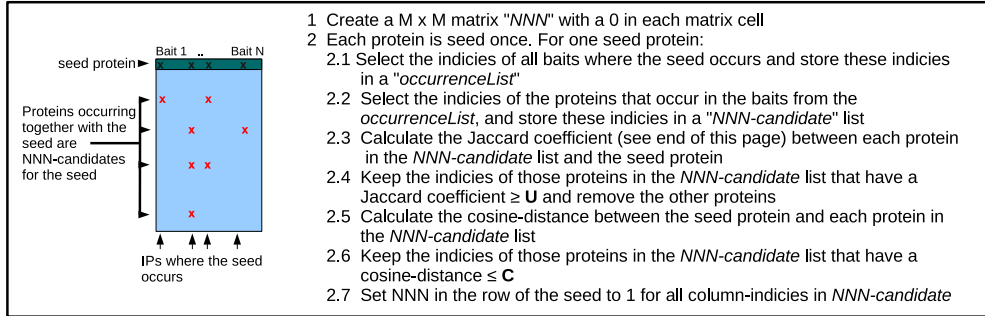 Bait 1 .. Bait N
seed protein
x x x x
x x
Proteins occurring
together with the
seed are
NNN-candidates
for the seed
x x
x x
x
IPs where the seed
occurs
1 Create a M x M matrix "NNN" with a 0 in each matrix cell
2 Each protein is seed once. For one seed protein:
2.1 Select the indicies of all baits where the seed occurs and store these indicies
in a "occurrenceList"
2.2 Select the indicies of the proteins that occur in the baits from the
occurrenceList, and store these indicies in a "NNN-candidate" list
2.3 Calculate the Jaccard coefficient (see end of this page) between each protein
in the NNN-candidate list and the seed protein
2.4 Keep the indicies of those proteins in the NNN-candidate list that have a
Jaccard coefficient ≥ U and remove the other proteins
2.5 Calculate the cosine-distance between the seed protein and each protein in
the NNN-candidate list
2.6 Keep the indicies of those proteins in the NNN-candidate list that have a
cosine-distance ≤ C
2.7 Set NNN in the row of the seed to 1 for all column-indicies in NNN-candidate